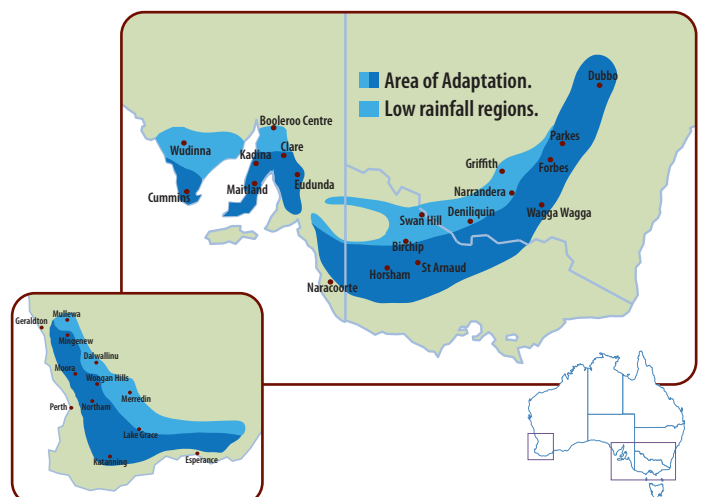 Area of Adaptation.
Low rainfall regions.
Dubbo
Booleroo Centre
Parkes
Clare
Wudinna
Kadina
Forbes
Griffith
Eudunda
Maitland
Cummins
Narrandera
Wagga Wagga
Swan Hill
Deniliquin
Birchip
St Arnaud
Horsham
Naracoorte
Mullewa
Geraldton
Mingenew
Dalwallinu
Moora
Wongan Hills
Merredin
Perth
Northam
Lake Grace
Katanning
Esperance